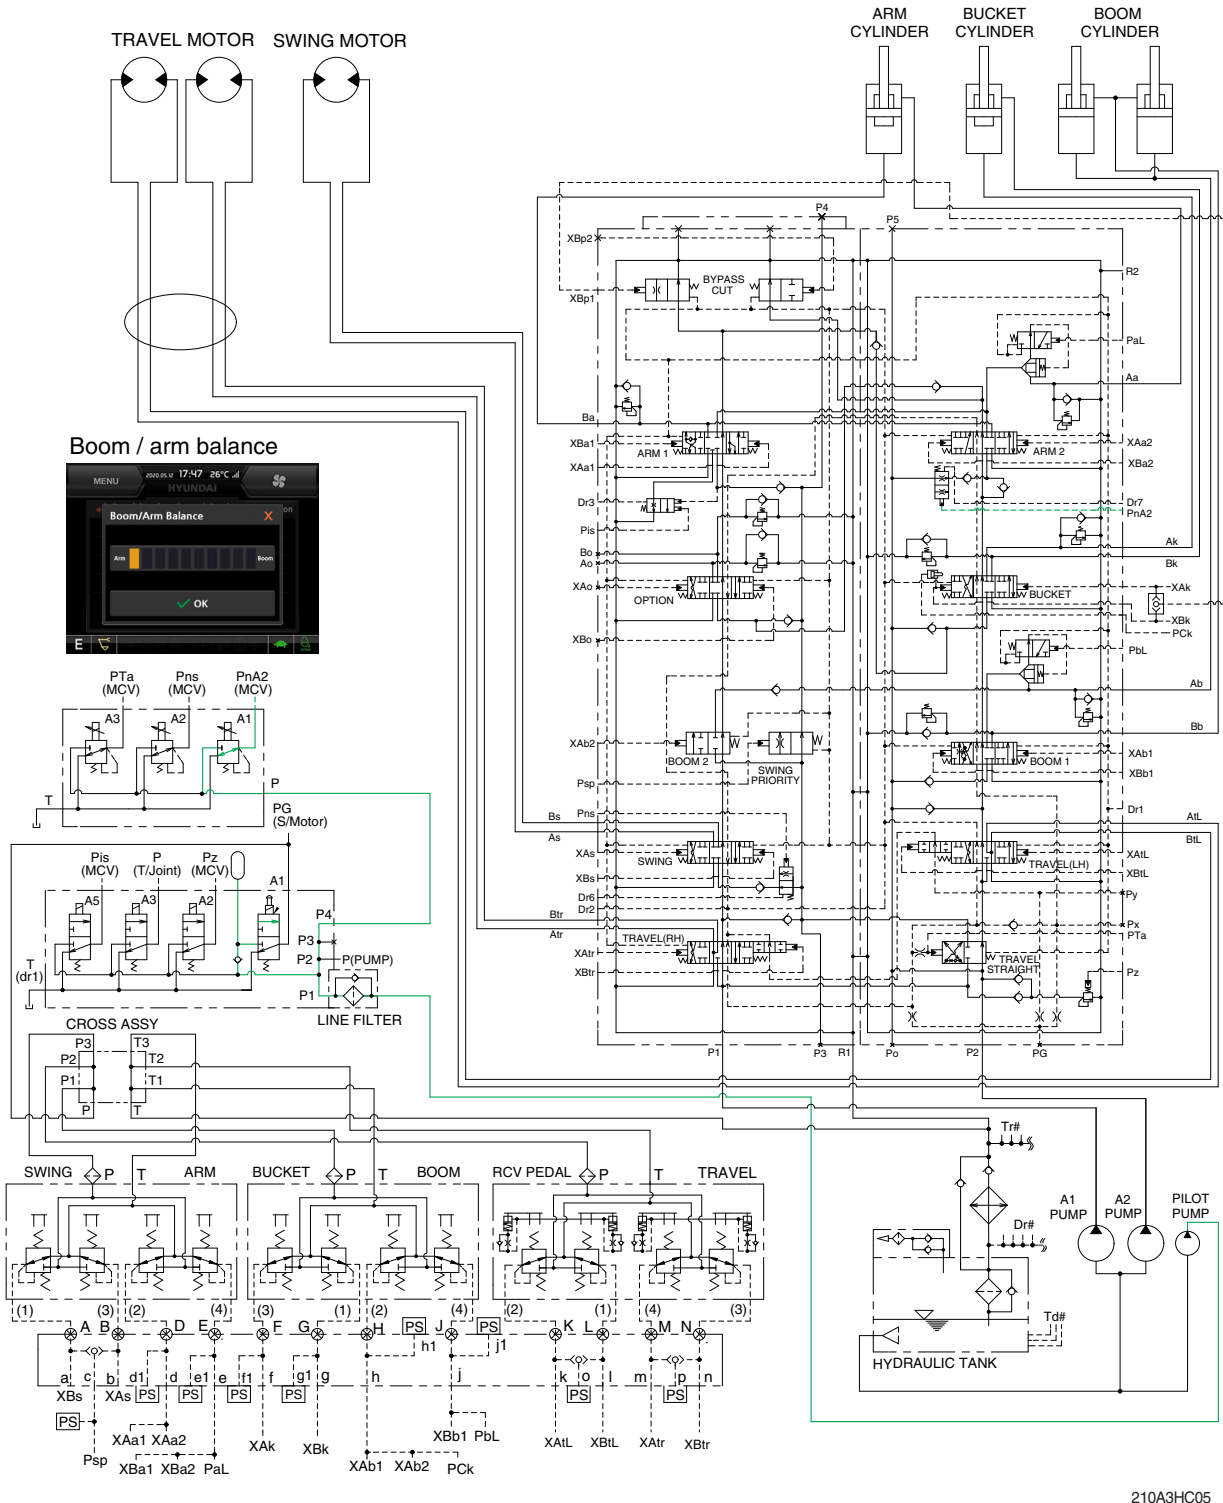 TRAVEL MOTOR
SWING MOTOR
ARM
CYLINDER
BUCKET
CYLINDER
BOOM
CYLINDER
P4
P5
XBp2
XBp1
BYPASS
CUT
R2
PaL
Aa
Ba
XBa1
XAa1
ARM 1
ARM 2
XAa2
XBa2
Dr3
Pis
Dr7
PnA2
Bo
Ao
Ak
Bk
XAo
OPTION
BUCKET
XAk
XBk
PCk
XBo
PbL
Ab
Bb
XAb2
BOOM 2
SWING
PRIORITY
BOOM 1
XAb1
XBb1
Psp
Pns
Dr1
Bs
As
AtL
BtL
XAs
SWING
TRAVEL(LH)
XAtL
XBtL
XBs
Dr6
Dr2
Py
Btr
Atr
Px
PTa
TRAVEL(RH)
XAtr
XBtr
TRAVEL
STRAIGHT
Pz
P1
P3
R1
Po
P2
PG
Boom / arm balance
MENU
2020.05.12 17:47 26°C
HYUNDAI
Boom/Arm Balance
X
on
Arm
Boom
OK
E
PTa
(MCV)
Pns
(MCV)
PnA2
(MCV)
A3
A2
A1
P
T
PG
(S/Motor)
Pis
(MCV)
P
(T/Joint)
Pz
(MCV)
A5
A3
A2
A1
P4
P3
P2
P(PUMP)
T
(dr1)
P1
LINE FILTER
CROSS ASSY
P3
T3
P2
T2
P1
T1
P
T
SWING
P
T
ARM
BUCKET
P
T
BOOM
RCV PEDAL
P
T
TRAVEL
(1)
(3)
(2)
(4)
(3)
(1)
(2)
(4)
(2)
(1)
(4)
(3)
A
B
D
E
F
G
H
PS
J
PS
K
L
M
N
h1
j1
a
c
b
d1
d
e1
e
f1
f
g1
g
h
j
k
o
l
m
p
n
XBs
XAs
PS
PS
PS
PS
PS
PS
PS
Psp
XAa1
XAa2
XBa1
XBa2
PaL
XAk
XBk
XAb1
XAb2
PCk
XBb1
PbL
XAtL
XBtL
XAtr
XBtr
Tr#
Dr#
Td#
A1
PUMP
A2
PUMP
PILOT
PUMP
HYDRAULIC TANK
210A3HC05